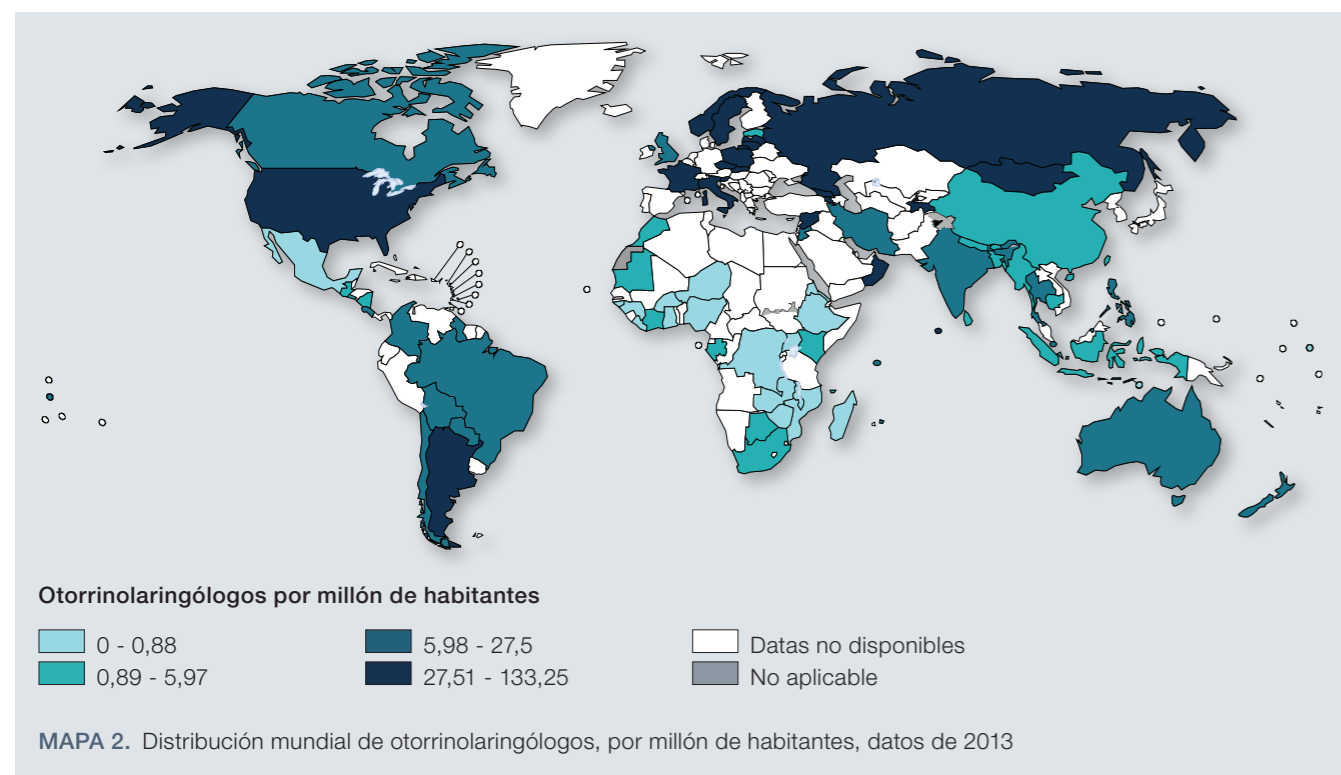 Otorrinolaringólogos por millón de habitantes
0 - 0,88
0,89 - 5,97
5,98 - 27,5
27,51 - 133,25
Datas no disponibles
No aplicable
MAPA 2. Distribución mundial de otorrinolaringólogos, por millón de habitantes, datos de 2013